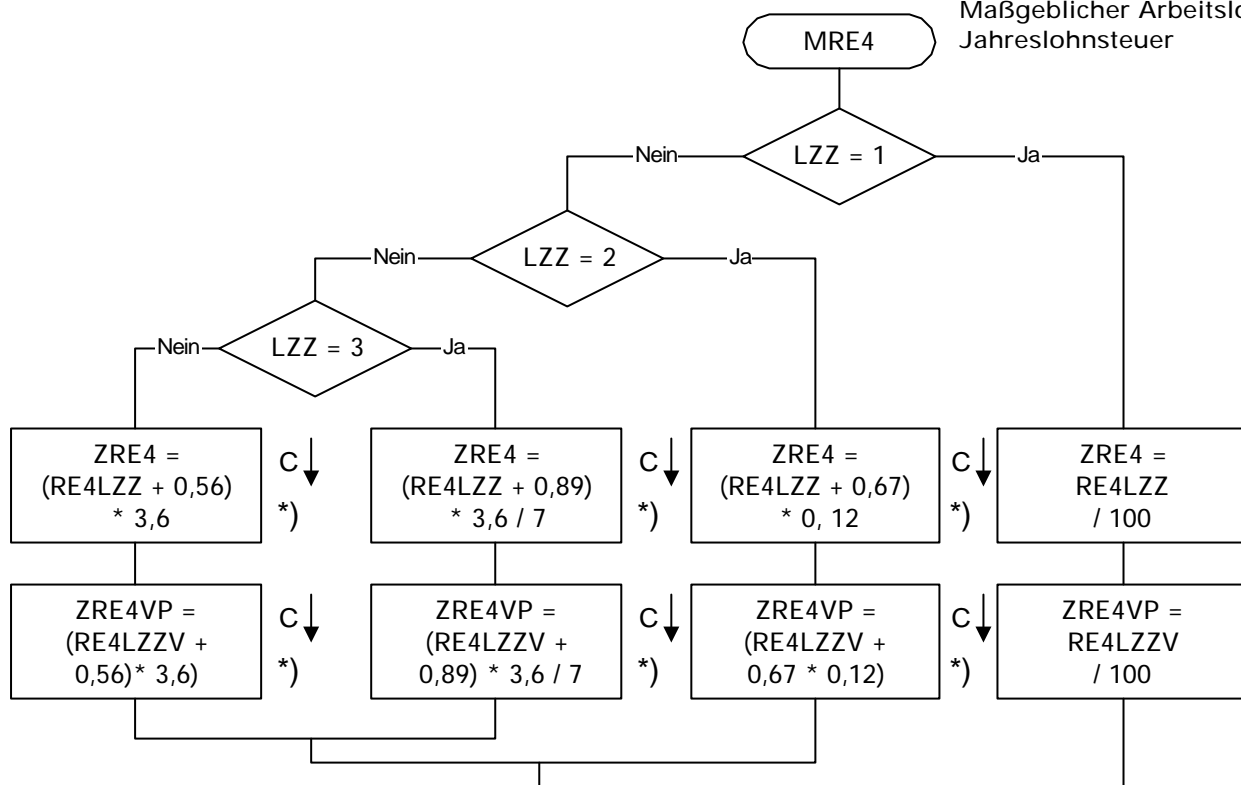 Maßgeblicher
MRE4
Jahreslohnsteuer
Nein
LZZ = 1
Ja
Nein
LZZ = 2
Ja
Nein
LZZ = 3
Ja
ZRE4 =
(RE4LZZ + 0,56)
* 3,6
C
*)
ZRE4 =
(RE4LZZ + 0,89)
* 3,6 / 7
C
*)
ZRE4 =
(RE4LZZ + 0,67)
* 0, 12
C
*)
ZRE4 =
RE4LZZ
/ 100
ZRE4VP =
(RE4LZZV +
0,56)* 3,6)
C
*)
ZRE4VP =
(RE4LZZV +
0,89) * 3,6 / 7
C
*)
ZRE4VP =
(RE4LZZV +
0,67 * 0,12)
C
*)
ZRE4VP =
RE4LZZV
/ 100